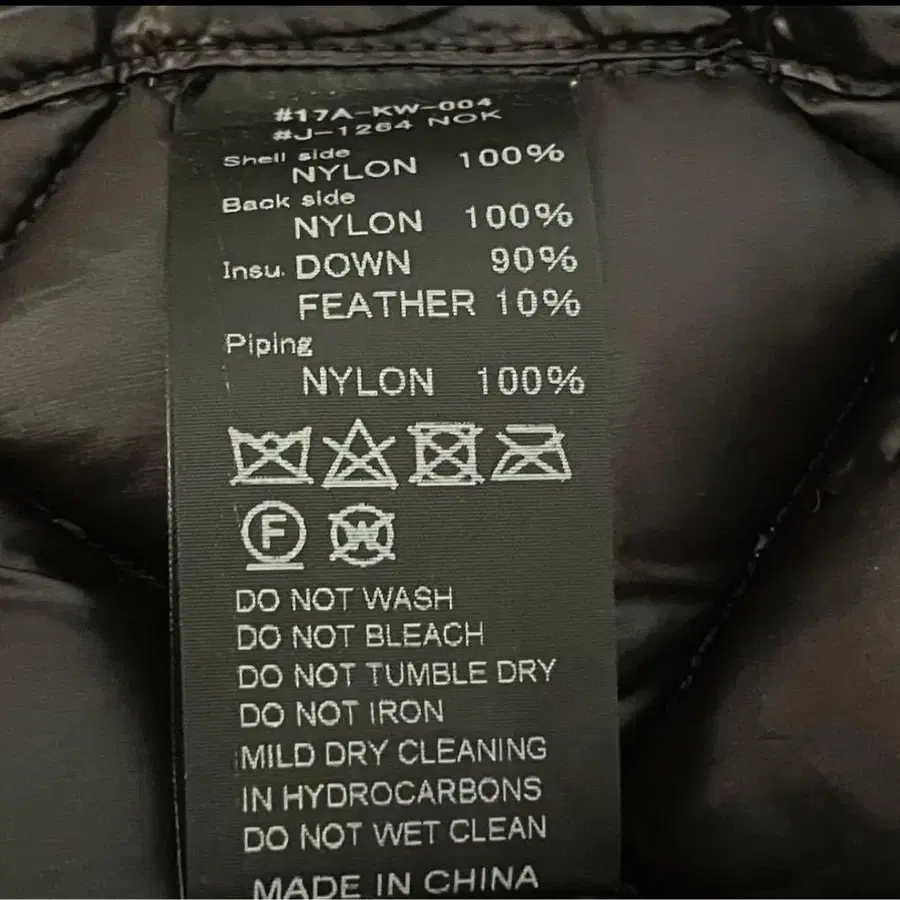 #17A-KW-004
#J-1264 NOK
Shell side
NYLON 100%
Back side
NYLON 100%
Insu. DOWN 90%
FEATHER 10%
Piping
NYLON 100%
F W
DO NOT WASH
DO NOT BLEACH
DO NOT TUMBLE DRY
DO NOT IRON
MILD DRY CLEANING
IN HYDROCARBONS
DO NOT WET CLEAN
MADE IN CHINA